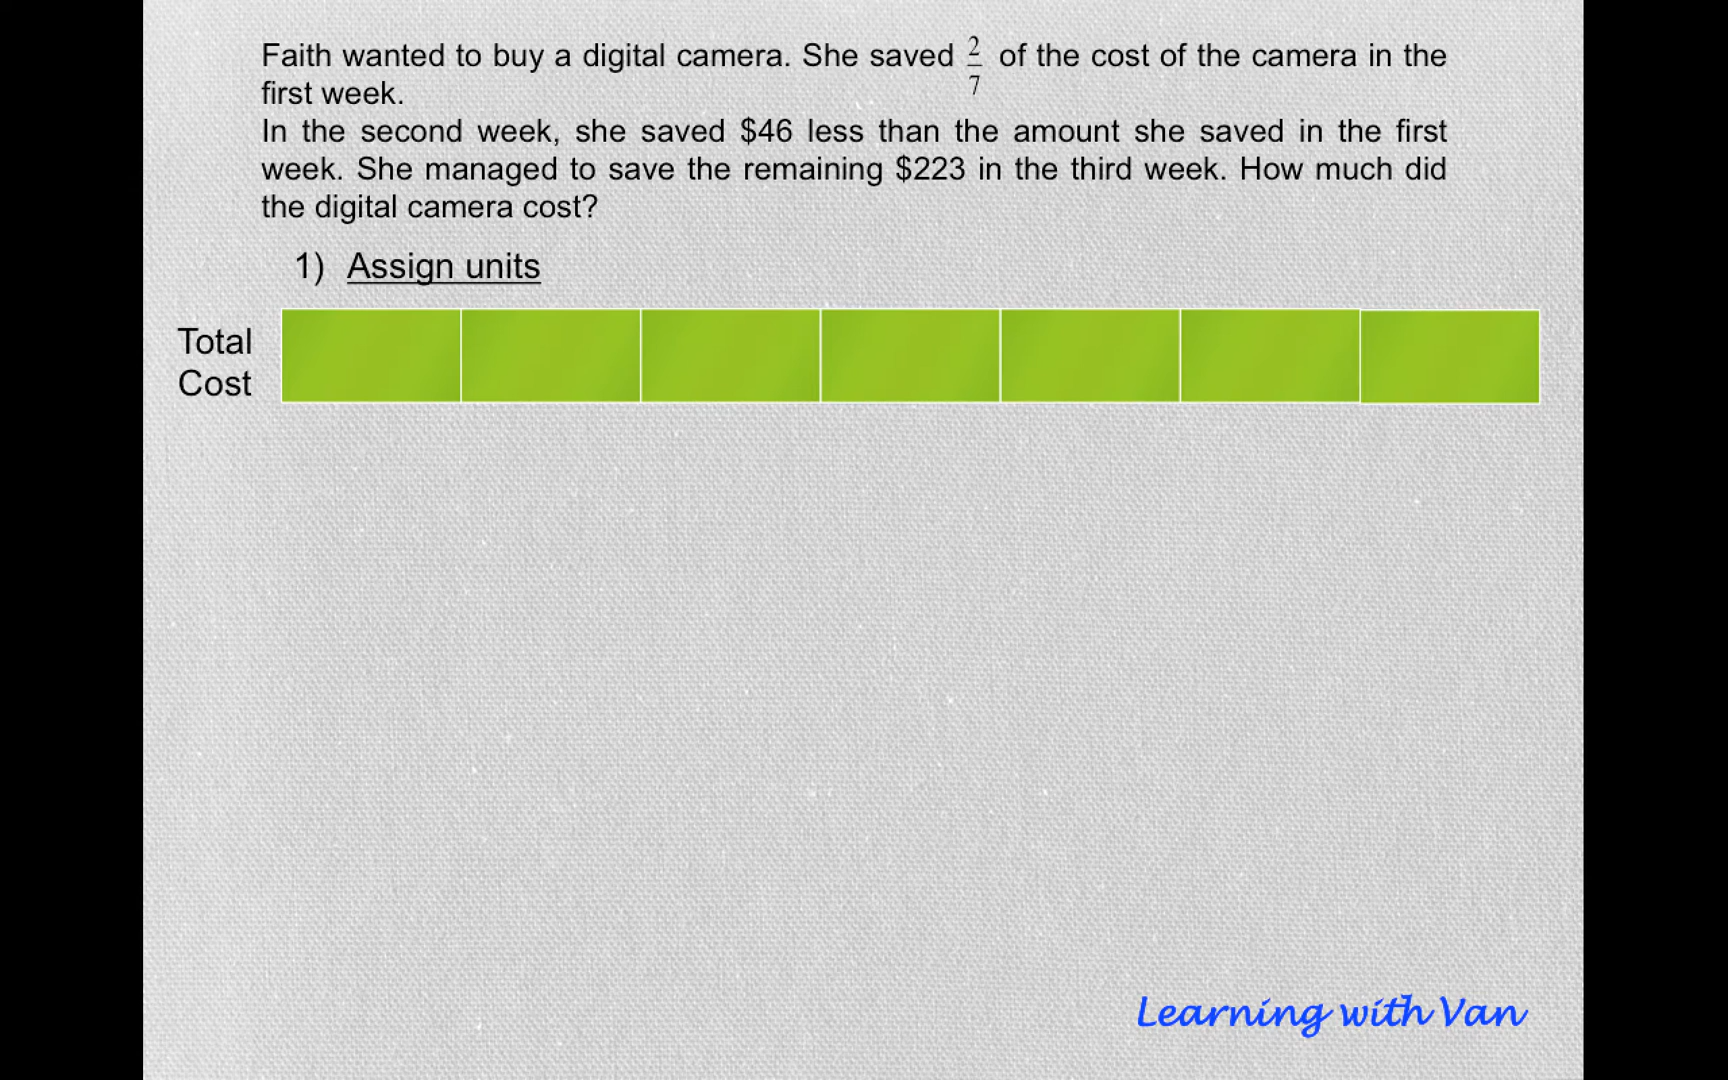 Faith wanted to buy a digital camera. She saved 2/7 of the cost of the camera in the
first week.
In the second week, she saved $46 less than the amount she saved in the first
week. She managed to save the remaining $223 in the third week. How much did
the digital camera cost?
1) Assign units
Total
Cost
Learning with Van